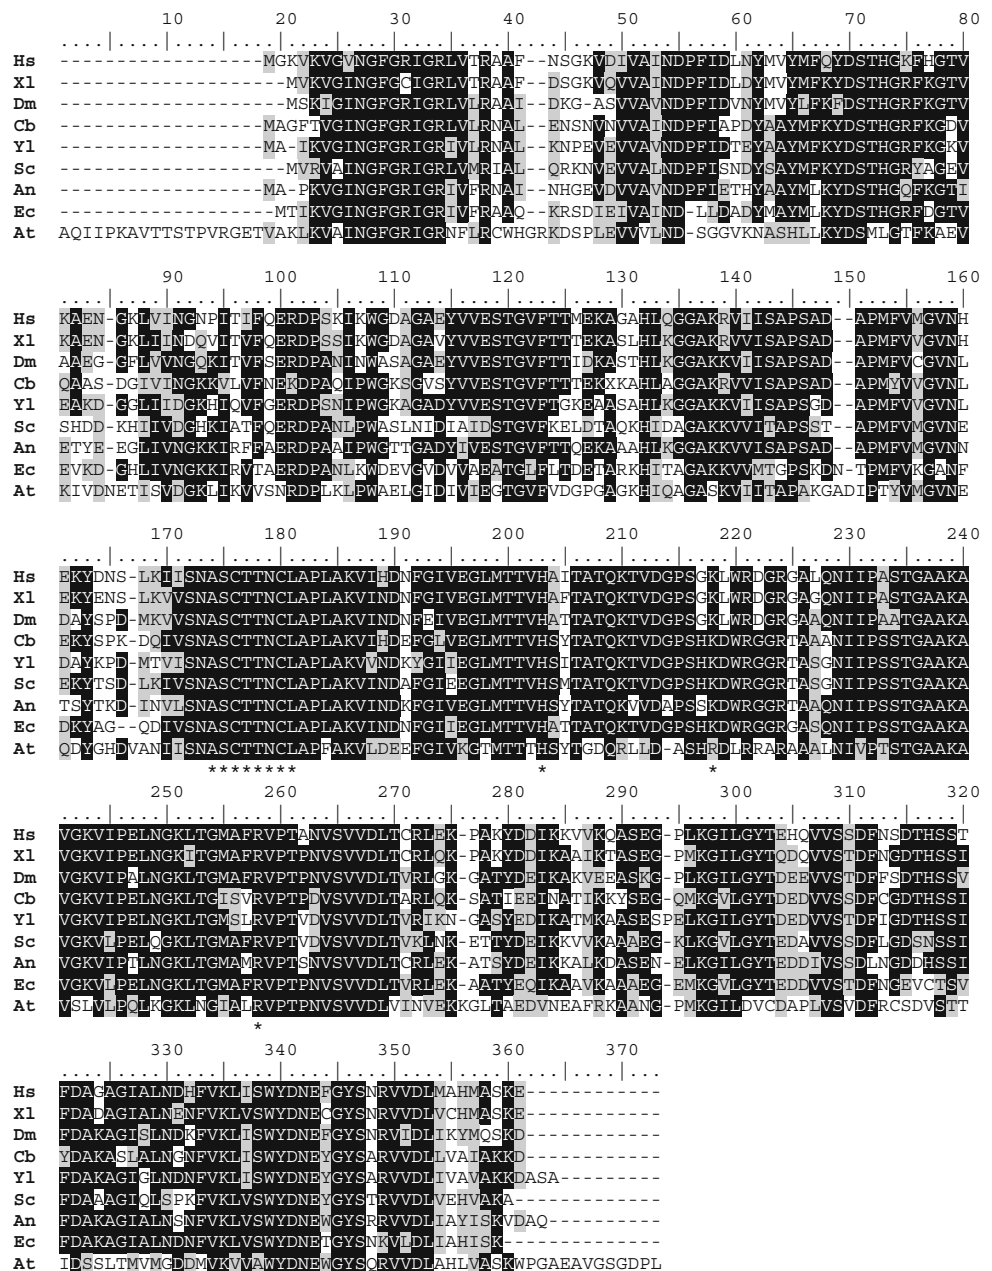 10 20 30 40 50 60 70 80
....|....|....|....|....|....|....|....|....|....|....|....|....|....|....|....|
Hs ------------------MGKVKVGVNGFGRIGRLVTRAAF--NSGKVDIVAINDPFIDLNYMVYMFQYDSTHGKFHGTV
Xl --------------------MVKVGINGFGCIGRLVTRAAF--DSGKVQVVAINDPFIDLDYMVYMFKYDSTHGRFKGTV
Dm -------------------MSKIGINGFGRIGRLVLRAAI--DKG-ASVVAVNDPFIDVNYMVYLFKFDSTHGRFKGTV
Cb ------------------MAGFTVGINGFGRIGRLVLRNAL--ENSNVNVVAINDPFIAPDYAAYMFKYDSTHGRFKGDV
Yl ------------------MA-IKVGINGFGRIGRIVLRNAL--KNPEVEVVAVNDPFIDTEYAAYMFKYDSTHGRFKGKV
Sc --------------------MVRVAINGFGRIGRLVMRIAL--QRKNVEVVALNDPFISNDYSAYMFKYDSTHGRYAGEV
An ------------------MA-PKVGINGFGRIGRIVFRNAI--NHGEVDVVAVNDPFIETHYAAYMLKYDSTHGQFKGTI
Ec -------------------MTIKVGINGFGRIGRIVFRAAQ--KRSDIEIVAIND-LLDADYMAYMLKYDSTHGRFDGTV
At AQIIPKAVTTSTPVRGETVAKLKVAINGFGRIGRNFLRCWHGRKDSPLEVVVLND-SGGVKNASHLLKYDSMLGTFKAEV
90 100 110 120 130 140 150 160
....|....|....|....|....|....|....|....|....|....|....|....|....|....|....|....|
Hs KAEN-GKLVINGNPITIFQERDPSKIKWGDAGAEYVVESTGVFTTMEKAGAHLQGGAKRVIISAPSAD--APMFVMGVNH
Xl KAEN-GKLIINDQVITVFQERDPSSIKWGDAGAVYVVESTGVFTTTEKASLHLKGGAKRVVISAPSAD--APMFVVGVNH
Dm AAEG-GFLVVNGQKITVFSERDPANINWASAGAEYVVESTGVFTTIDKASTHLKGGAKKVIISAPSAD--APMFVCGVNL
Cb QAAS-DGIVINGKKVLVFNEKDPAQIPWGKSGVSYVVESTGVFTTTEKXKAHLAGGAKRVVISAPSAD--APMYVVGVNL
Yl EAKD-GGLIIDGKHIQVFGERDPSNIPWGKAGADYVVESTGVFTGKEAASAHLKGGAKKVIISAPSGD--APMFVVGVNL
Sc SHDD-KHIIVDGHKIATFQERDPANLPWASLNIDIAIDSTGVFKELDTAQKHIDAGAKKVVITAPSST--APMFVMGVNE
An ETYE-EGLIVNGKKIRFFAERDPAAIPWGTTGADYIVESTGVFTTQEKAAAHLKGGAKKVVISAPSAD--APMFVMGVNN
Ec EVKD-GHLIVNGKKIRVTAERDPANLKWDEVGVDVVAEATGLFLTDETARKHITAGAKKVVMTGPSKDN-TPMFVKGANF
At KIVDNETISVDGKLIKVVSNRDPLKLPWAELGIDIVIEGTGVFVDGPGAGKHIQAGASKVIITAPAKGADIPTYVMGVNE
170 180 190 200 210 220 230 240
....|....|....|....|....|....|....|....|....|....|....|....|....|....|....|....|
Hs EKYDNS-LKIISNASCTTNCLAPLAKVIHDNFGIVEGLMTTVHAITATQKTVDGPSGKLWRDGRGALQNIIPASTGAAKA
Xl EKYENS-LKVVSNASCTTNCLAPLAKVINDNFGIVEGLMTTVHAFTATQKTVDGPSGKLWRDGRGAGQNIIPASTGAAKA
Dm DAYSPD-MKVVSNASCTTNCLAPLAKVINDNFEIVEGLMTTVHATTATQKTVDGPSGKLWRDGRGAAQNIIPAATGAAKA
Cb EKYSPK-DQIVSNASCTTNCLAPLAKVIHDEFGLVEGLMTTVHSYTATQKTVDGPSHKDWRGGRTAAANIIPSSTGAAKA
Yl DAYKPD-MTVISNASCTTNCLAPLAKVVNDKYGIIEGLMTTVHSITATQKTVDGPSHKDWRGGRTASGNIIPSSTGAAKA
Sc EKYTSD-LKIVSNASCTTNCLAPLAKVINDAFGIEEGLMTTVHSMTATQKTVDGPSHKDWRGGRTASGNIIPSSTGAAKA
An TSYTKD-INVLSNASCTTNCLAPLAKVINDKFGIVEGLMTTVHSYTATQKVVDAPSSKDWRGGRTAAQNIIPSSTGAAKA
Ec DKYAG--QDIVSNASCTTNCLAPLAKVINDNFGIIEGLMTTVHATTATQKTVDGPSHKDWRGGRGASQNIIPSSTGAAKA
At QDYGHDVANIISNASCTTNCLAPFAKVLDEEFGIVKGTMTTTHSYTGDQRLLD-ASHRDLRRARAAALNIVPTSTGAAKA
******** * *
250 260 270 280 290 300 310 320
....|....|....|....|....|....|....|....|....|....|....|....|....|....|....|....|
Hs VGKVIPELNGKLTGMAFRVPTANVSVVDLTCRLEK-PAKYDDIKKVVKQASEG-PLKGILGYTEHQVVSSDFNSDTHSST
Xl VGKVIPELNGKITGMAFRVPTPNVSVVDLTCRLQK-PAKYDDIKAAIKTASEG-PMKGILGYTQDQVVSTDFNGDTHSSI
Dm VGKVIPALNGKLTGMAFRVPTPNVSVVDLTVRLGK-GATYDEIKAKVEEASKG-PLKGILGYTDEEVVSTDFFSDTHSSV
Cb VGKVIPELNGKLTGISVRVPTPDVSVVDLTARLQK-SATIEEINATIKKYSEG-QMKGVLGYTDEDVVSSDFCGDTHSSI
Yl VGKVIPELNGKLTGMSLRVPTVDVSVVDLTVRIKN-GASYEDIKATMKAASESPELKGILGYTDEDVVSTDFIGDTHSSI
Sc VGKVLPELQGKLTGMAFRVPTVDVSVVDLTVKLNK-ETTYDEIKKVVKAAAEG-KLKGVLGYTEDAVVSSDFLGDSNSSI
An VGKVIPTLNGKLTGMAMRVPTSNVSVVDLTCRLEK-ATSYDEIKKALKDASEN-ELKGILGYTEDDIVSSDLNGDDHSSI
Ec VGKVLPELNGKLTGMAFRVPTPNVSVVDLTVRLEK-AATYEQIKAAVKAAAEG-EMKGVLGYTEDDVVSTDFNGEVCTSV
At VSLVLPQLKGKLNGIALRVPTPNVSVVDLVINVEKKGLTAEDVNEAFRKAANG-PMKGILDVCDAPLVSVDFRCSDVSTT
*
330 340 350 360 370
....|....|....|....|....|....|....|....|....|....|...
Hs FDAGAGIALNDHFVKLISWYDNEFGYSNRVVDLMAHMASKE------------
Xl FDADAGIALNENFVKLVSWYDNECGYSNRVVDLVCHMASKE------------
Dm FDAKAGISLNDKFVKLISWYDNEFGYSNRVIDLIKYMQSKD------------
Cb YDAKASLALNGNFVKLISWYDNEYGYSARVVDLLVAIAKKD------------
Yl FDAKAGIGLNDNFVKLISWYDNEYGYSARVVDLIVAVAKKDASA---------
Sc FDAAAGIQLSPKFVKLVSWYDNEYGYSTRVVDLVEHVAKA-------------
An FDAKAGIALNSNFVKLVSWYDNEWGYSRRVVDLIAYISKVDAQ----------
Ec FDAKAGIALNDNFVKLVSWYDNETGYSNKVLDLIAHISK--------------
At IDSSLTMVMGDDMVKVVAWYDNEWGYSQRVVDLAHLVASKWPGAEAVGSGDPL